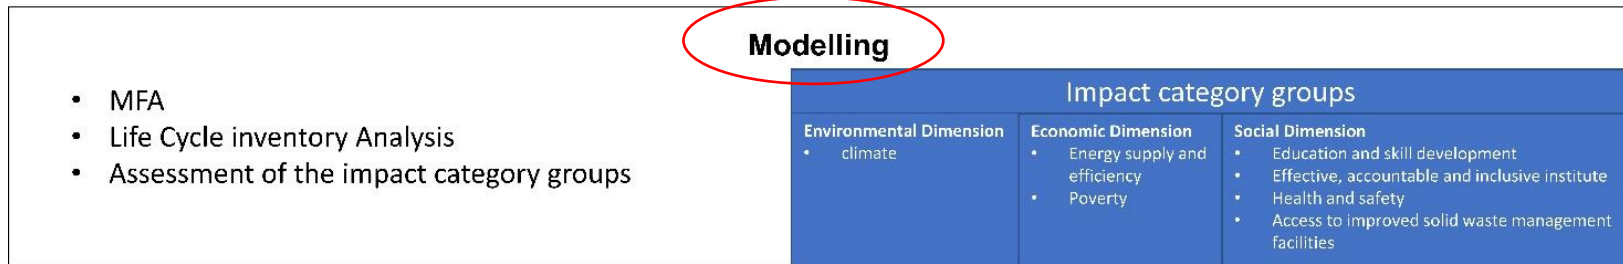 Modelling
• MFA
• Life Cycle inventory Analysis
• Assessment of the impact category groups
Impact category groups
Environmental Dimension
• climate
Economic Dimension
• Energy supply and
efficiency
• Poverty
Social Dimension
• Education and skill development
• Effective, accountable and inclusive institute
• Health and safety
• Access to improved solid waste management
facilities